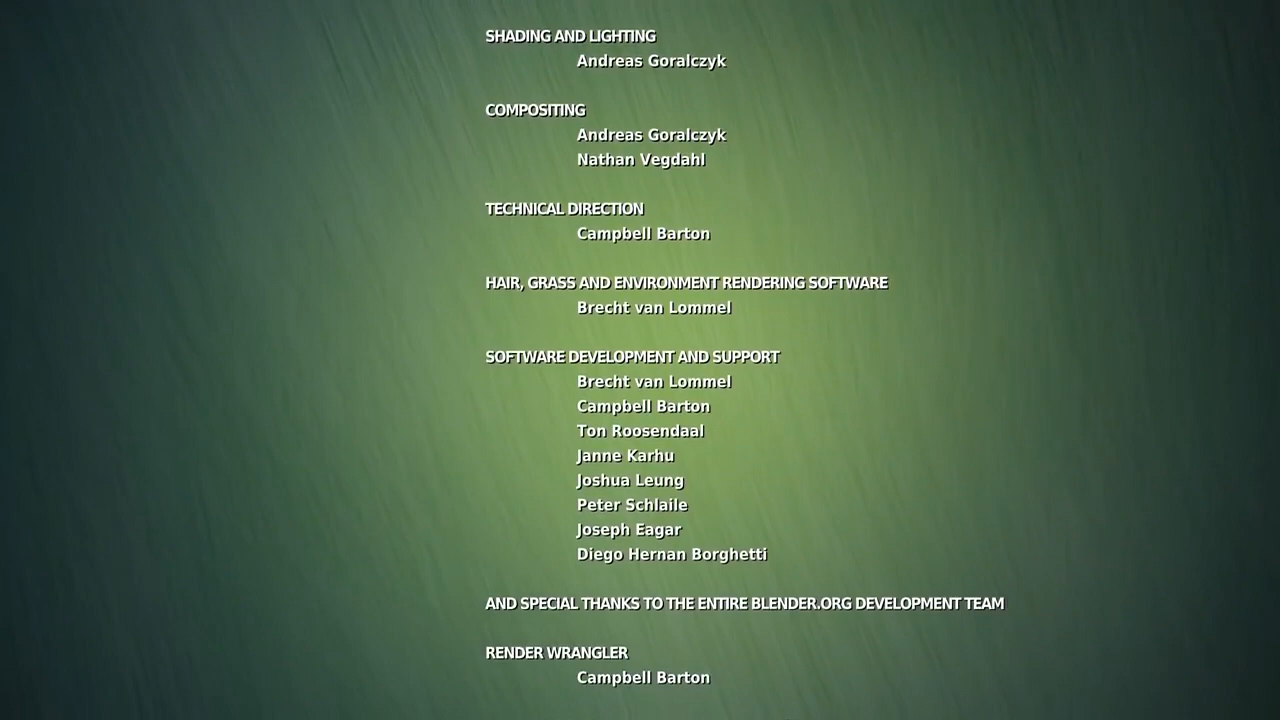 SHADING AND LIGHTING
Andreas Goralczyk
COMPOSITING
Andreas Goralczyk
Nathan Vegdahl
TECHNICAL DIRECTION
Campbell Barton
HAIR, GRASS AND ENVIRONMENT RENDERING SOFTWARE
Brecht van Lommel
SOFTWARE DEVELOPMENT AND SUPPORT
Brecht van Lommel
Campbell Barton
Ton Roosendaal
Janne Karhu
Joshua Leung
Peter Schlaile
Joseph Eagar
Diego Hernan Borghetti
AND SPECIAL THANKS TO THE ENTIRE BLENDER.ORG DEVELOPMENT TEAM
RENDER WRANGLER
Campbell Barton